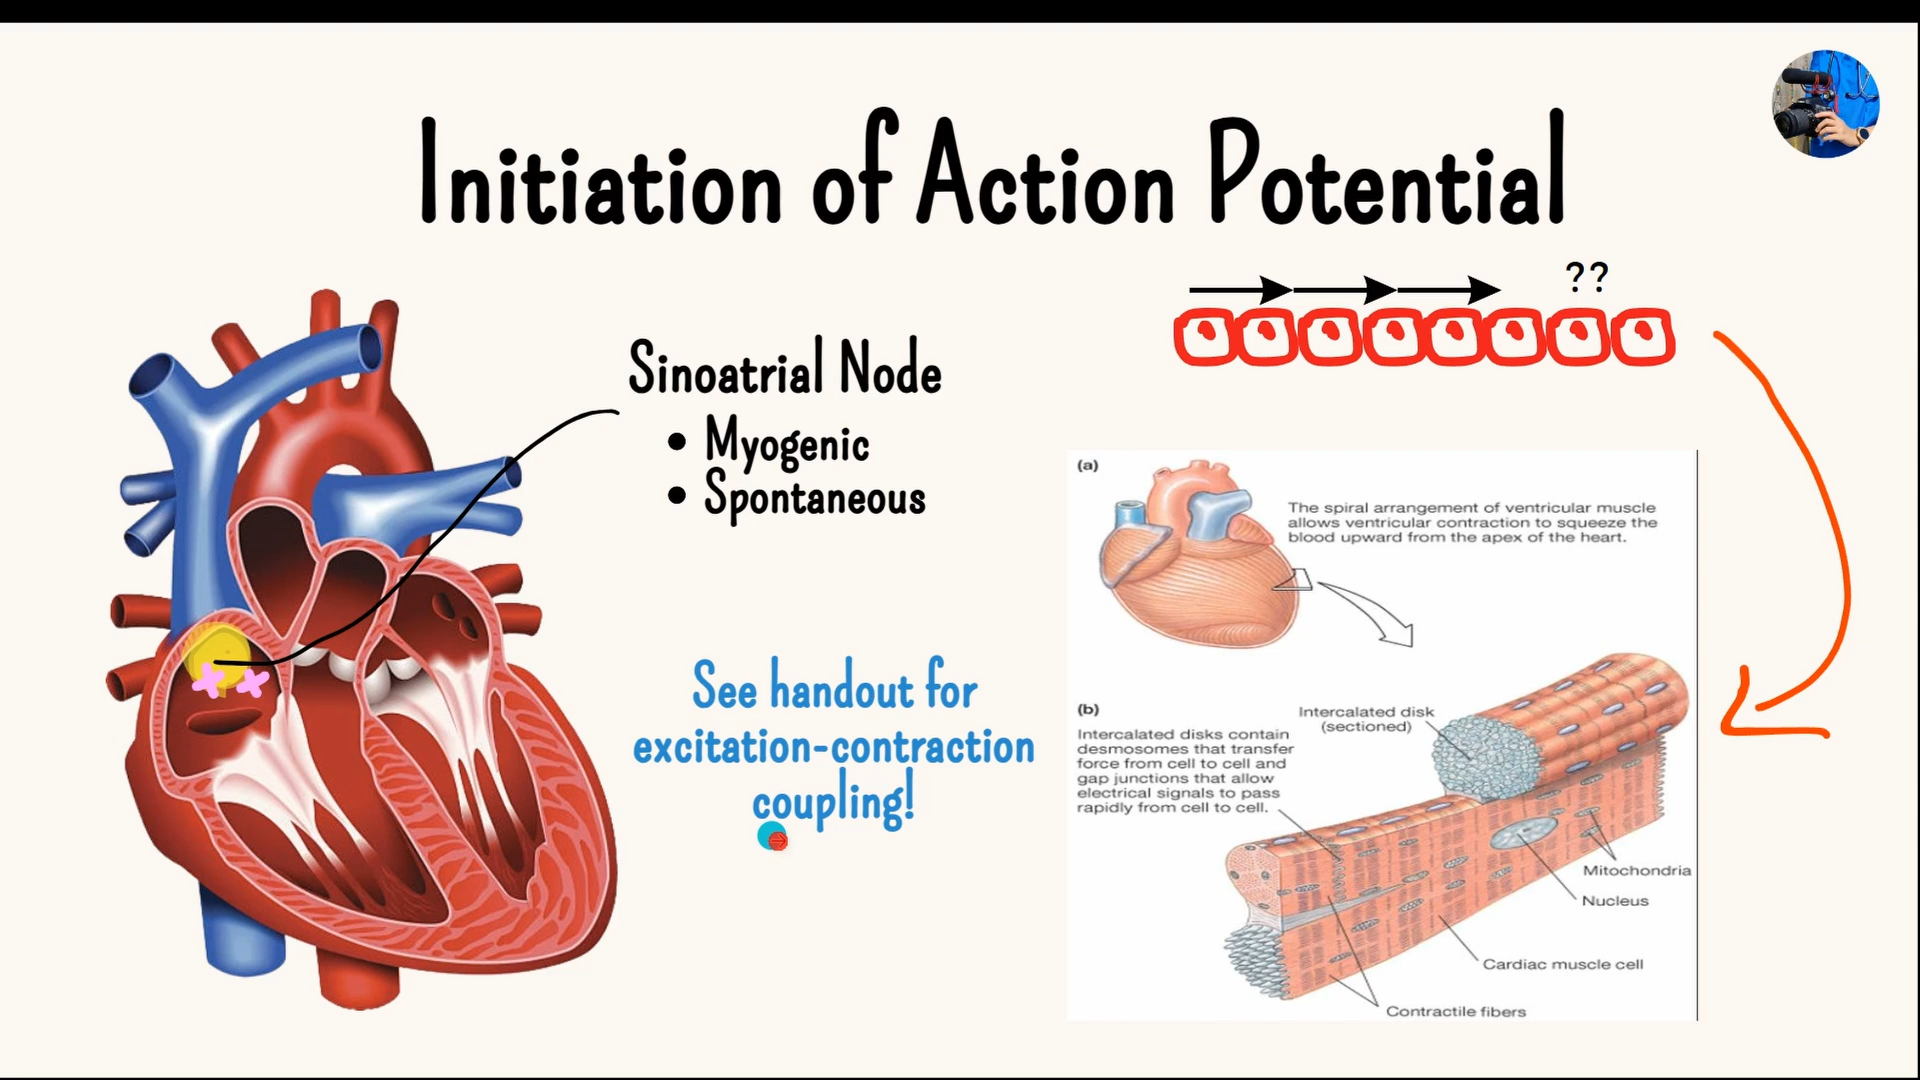 Initiation of Action Potential
??
Sinoatrial Node
• Myogenic
• Spontaneous
See handout for
excitation-contraction
coupling!
(a)
The spiral arrangement of ventricular muscle
allows ventricular contraction to squeeze the
blood upward from the apex of the heart.
(b)
Intercalated disks contain
desmosomes that transfer
force from cell to cell and
gap junctions that allow
electrical signals to pass
rapidly from cell to cell.
Intercalated disk
(sectioned)
Mitochondria
Nucleus
Cardiac muscle cell
Contractile fibers